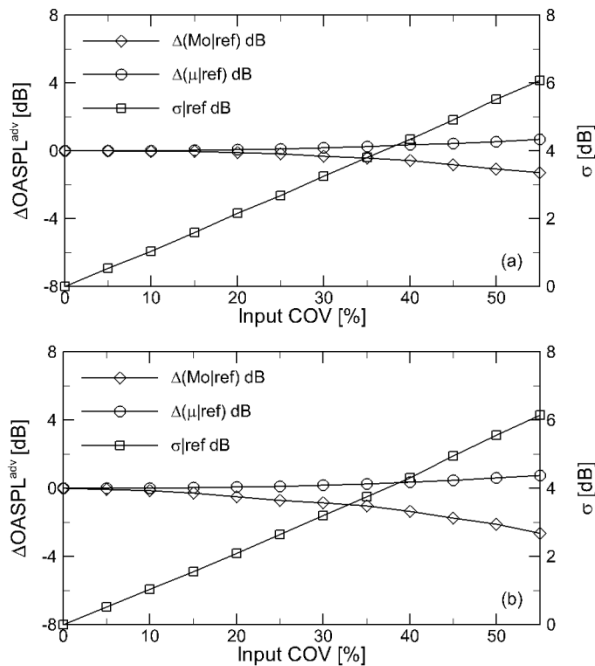 8
Δ(Mo|ref) dB
Δ(μ|ref) dB
σ|ref dB
4
0
-4
-8
ΔOASPL^adv [dB]
8
6
4
2
0
σ [dB]
(a)
0 10 20 30 40 50
Input COV [%]
8
Δ(Mo|ref) dB
Δ(μ|ref) dB
σ|ref dB
4
0
-4
-8
ΔOASPL^adv [dB]
8
6
4
2
0
σ [dB]
(b)
0 10 20 30 40 50
Input COV [%]